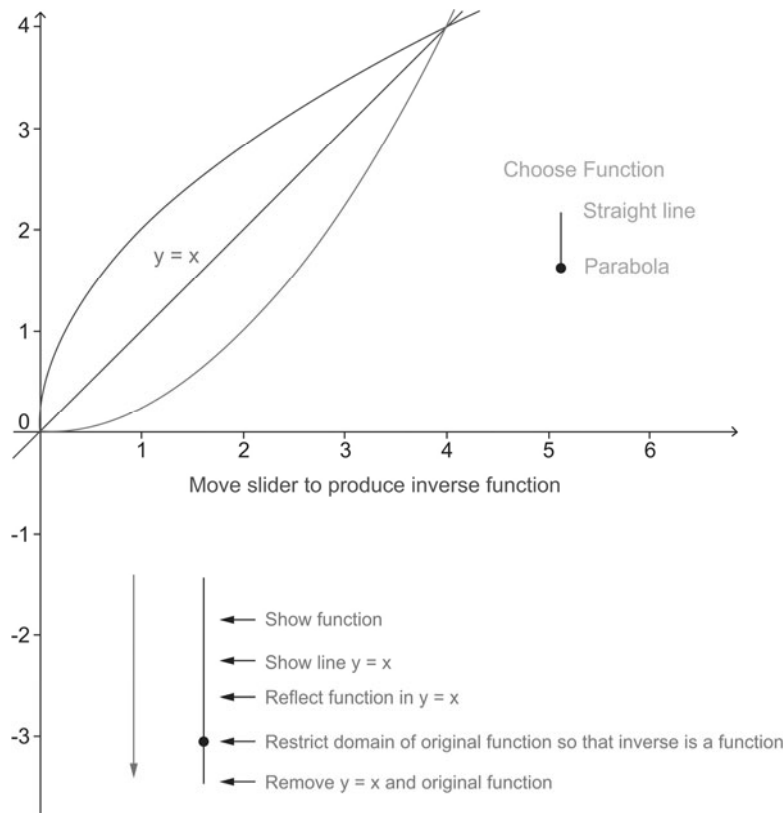 4
3
2
1
0
y = x
Choose Function
Straight line
Parabola
1 2 3 4 5 6
Move slider to produce inverse function
-1
-2
-3
Show function
Show line y = x
Reflect function in y = x
Restrict domain of original function so that inverse is a function
Remove y = x and original function